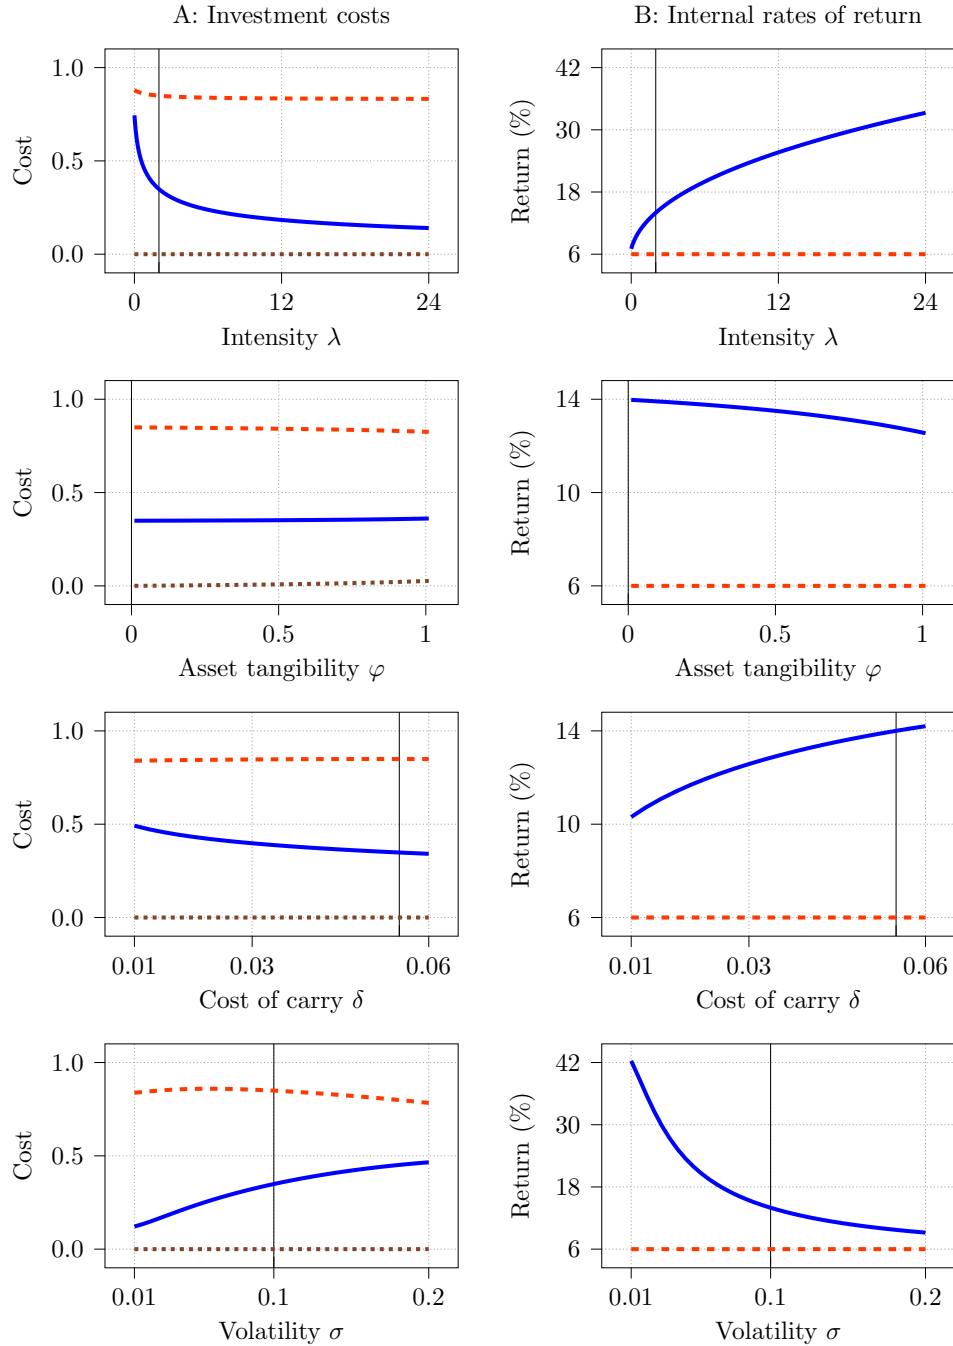 A: Investment costs
B: Internal rates of return
1.0
0.5
0.0
Cost
0 12 24
Intensity λ
42
30
18
6
Return (%)
0 12 24
Intensity λ
1.0
0.5
0.0
Cost
0 0.5 1
Asset tangibility φ
14
10
6
Return (%)
0 0.5 1
Asset tangibility φ
1.0
0.5
0.0
Cost
0.01 0.03 0.06
Cost of carry δ
14
10
6
Return (%)
0.01 0.03 0.06
Cost of carry δ
1.0
0.5
0.0
Cost
0.01 0.1 0.2
Volatility σ
42
30
18
6
Return (%)
0.01 0.1 0.2
Volatility σ